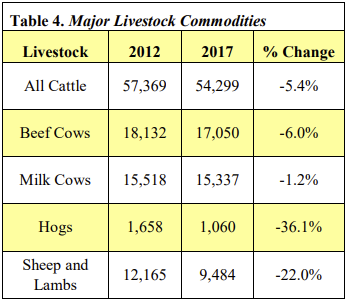 Table 4. Major Livestock Commodities
Livestock 2012 2017 % Change
All Cattle 57,369 54,299 -5.4%
Beef Cows 18,132 17,050 -6.0%
Milk Cows 15,518 15,337 -1.2%
Hogs 1,658 1,060 -36.1%
Sheep and
Lambs 12,165 9,484 -22.0%